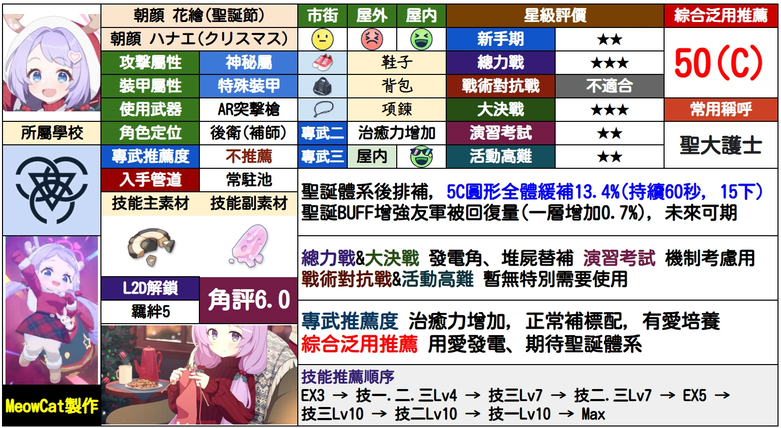 朝顏 花繪(聖誕節)
朝顔 ハナエ(クリスマス)
攻擊屬性 神秘屬
裝甲屬性 特殊裝甲
使用武器 AR突擊槍
所屬學校 角色定位 後衛(補師)
專武推薦度 不推薦
入手管道 常駐池
技能主素材 技能副素材
L2D解鎖
羈絆5
角評6.0
MeowCat製作
市街 屋外 屋內
鞋子
背包
項鍊
專武二 治癒力增加
專武三 屋內
星級評價
新手期 ★★
總力戰 ★★★
戰術對抗戰 不適合
大決戰 ★★★
演習考試 ★★
活動高難 ★★
綜合泛用推薦
50(C)
常用稱呼
聖大護士
聖誕體系後排補, 5C圓形全體緩補13.4%(持續60秒, 15下)
聖誕BUFF增強友軍被回復量(一層增加0.7%), 未來可期
總力戰&大決戰 發電角、堆屍替補 演習考試 機制考慮用
戰術對抗戰&活動高難 暫無特別需要使用
專武推薦度 治癒力增加, 正常補標配, 有愛培養
綜合泛用推薦 用愛發電、期待聖誕體系
技能推薦順序
EX3 → 技一.二.三Lv4 → 技三Lv7 → 技二.三Lv7 → EX5 →
技三Lv10 → 技二Lv10 → 技一Lv10 → Max